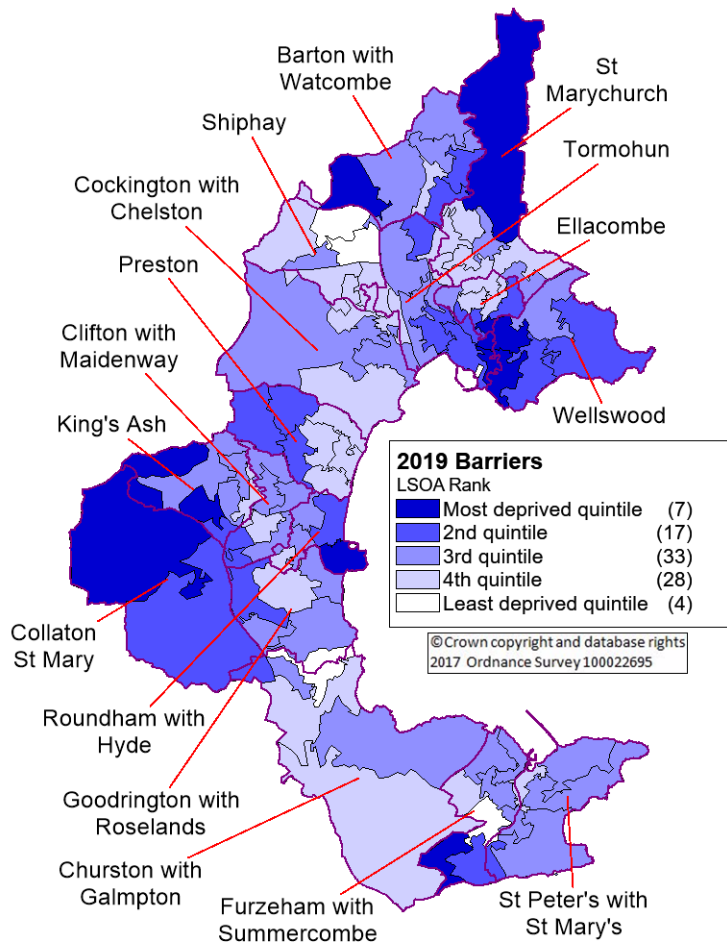 Barton with
Watcombe
St
Marychurch
Shiphay
Tormohun
Cockington with
Chelston
Ellacombe
Preston
Clifton with
Maidenway
King's Ash
Wellswood
2019 Barriers
LSOA Rank
Most deprived quintile (7)
2nd quintile (17)
3rd quintile (33)
4th quintile (28)
Least deprived quintile (4)
©Crown copyright and database rights
2017 Ordnance Survey 100022695
Collaton
St Mary
Roundham with
Hyde
Goodrington with
Roselands
Churston with
Galmpton
Furzeham with
Summercombe
St Peter's with
St Mary's